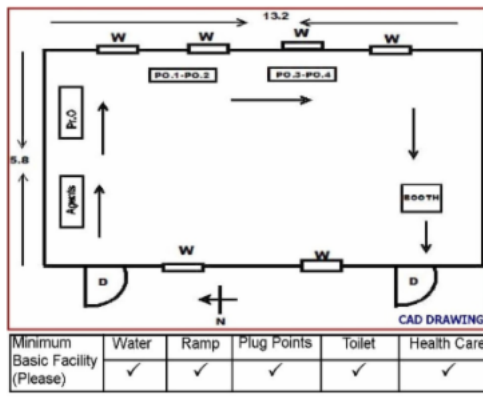 13.2
W W W W
PO.1-PO.2 PO.3-PO.4
Pr.O
5.8
Agents
BOOTH
W W
D D
N
CAD DRAWING
Minimum Basic Facility (Please) Water Ramp Plug Points Toilet Health Care
✓ ✓ ✓ ✓ ✓